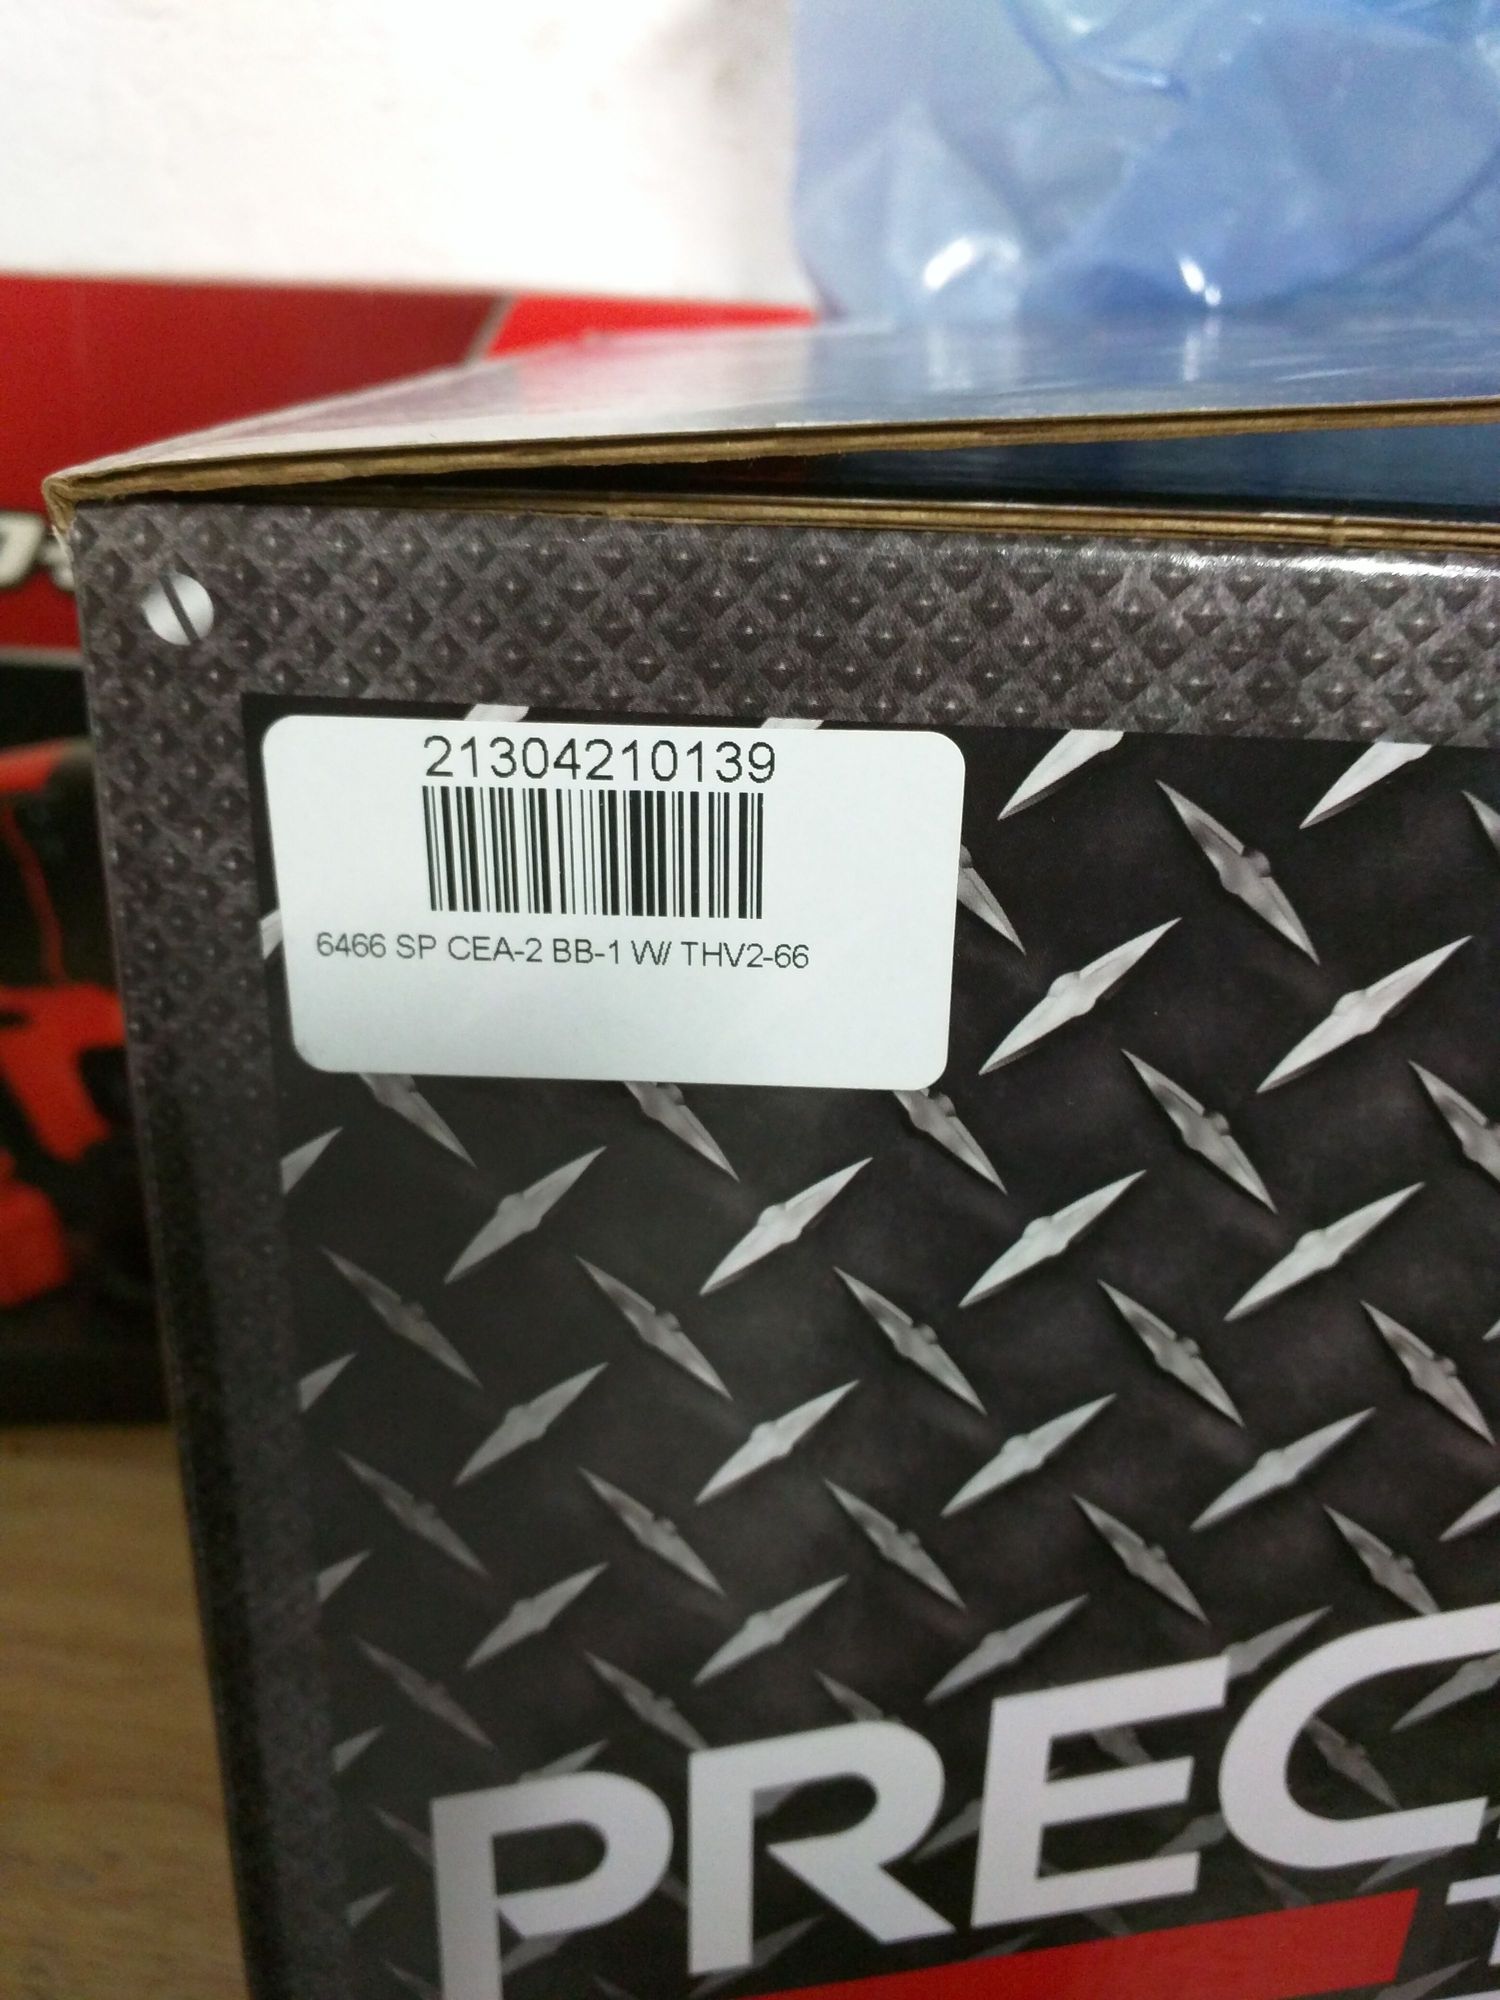 21304210139
6466 SP CEA-2 BB-1 W/ THV2-66
PREC